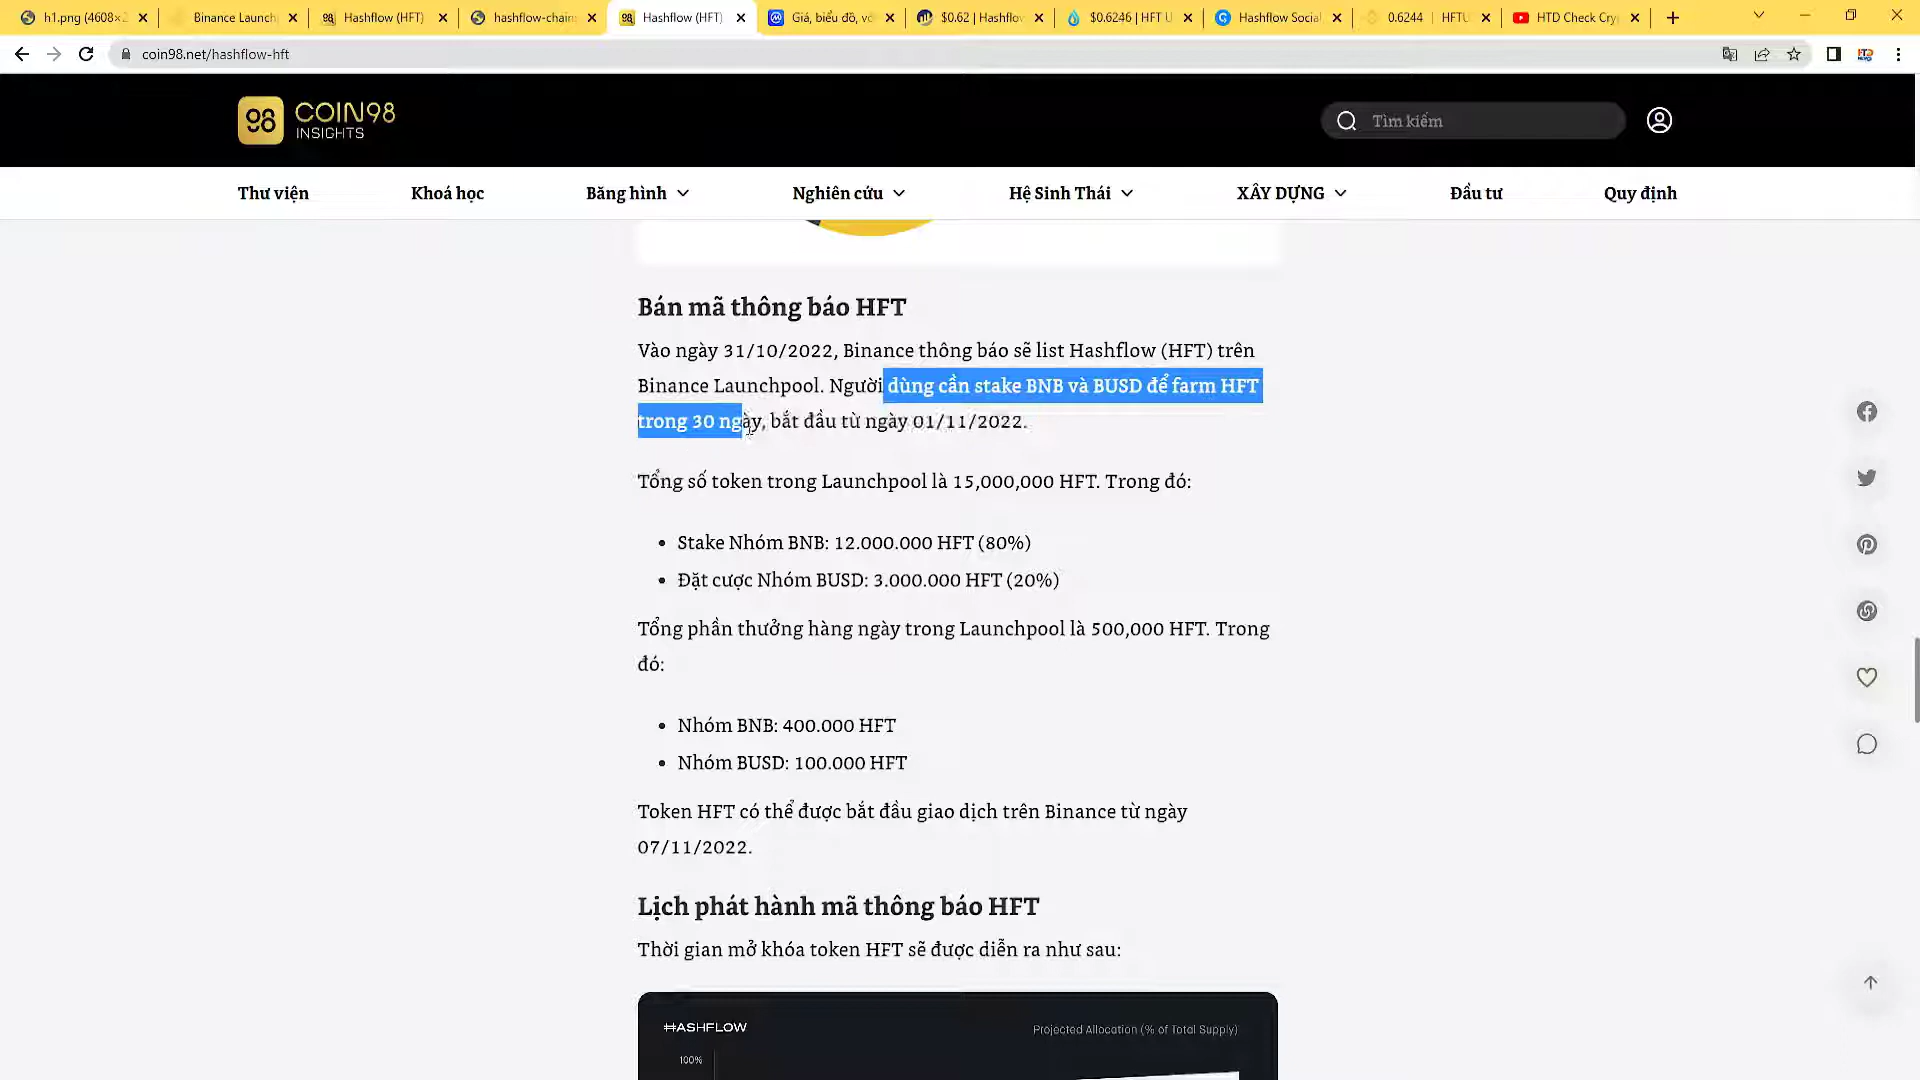 h1.png (4608×2
Binance Launch
Hashflow (HFT)
hashflow-chain
Hashflow (HFT)
Giá, biểu đồ, vố
$0.62 | Hashflow
$0.6246 | HFT U
Hashflow Social
0.6244 | HFTU
HTD Check Cry
coin98.net/hashflow-hft
98 COIN98
INSIGHTS
Tìm kiếm
Thư viện
Khoá học
Băng hình
Nghiên cứu
Hệ Sinh Thái
XÂY DỰNG
Đầu tư
Quy định
Bán mã thông báo HFT
Vào ngày 31/10/2022, Binance thông báo sẽ list Hashflow (HFT) trên
Binance Launchpool. Người dùng cần stake BNB và BUSD để farm HFT
trong 30 ngày, bắt đầu từ ngày 01/11/2022.
Tổng số token trong Launchpool là 15,000,000 HFT. Trong đó:
• Stake Nhóm BNB: 12.000.000 HFT (80%)
• Đặt cược Nhóm BUSD: 3.000.000 HFT (20%)
Tổng phần thưởng hàng ngày trong Launchpool là 500,000 HFT. Trong
đó:
• Nhóm BNB: 400.000 HFT
• Nhóm BUSD: 100.000 HFT
Token HFT có thể được bắt đầu giao dịch trên Binance từ ngày
07/11/2022.
Lịch phát hành mã thông báo HFT
Thời gian mở khóa token HFT sẽ được diễn ra như sau:
HASHFLOW
Projected Allocation (% of Total Supply)
100%